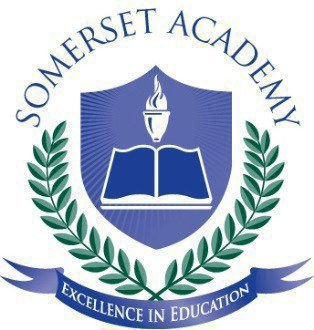 SOMERSET ACADEMY
EXCELLENCE IN EDUCATION